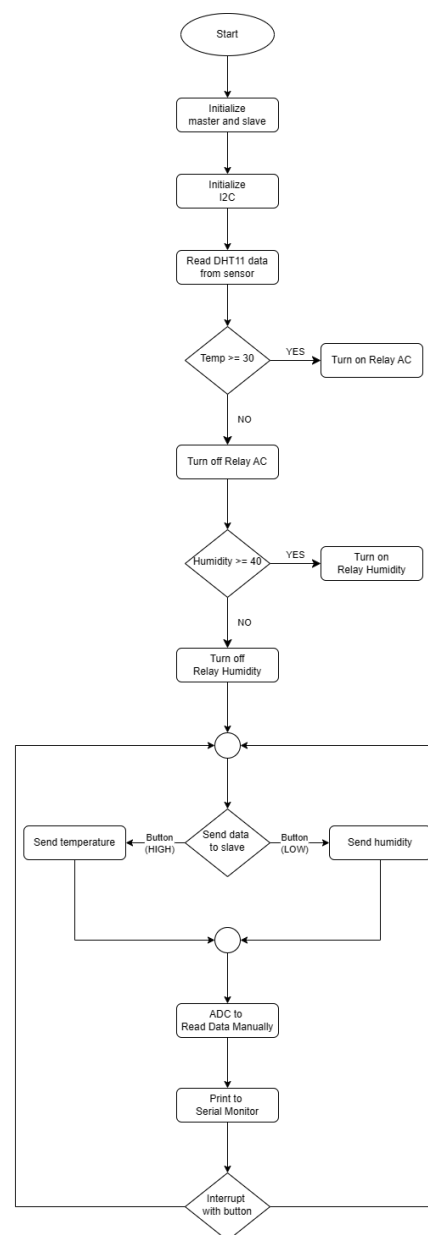 Start
Initialize
master and slave
Initialize
I2C
Read DHT11 data
from sensor
Temp >= 30
YES
Turn on Relay AC
NO
Turn off Relay AC
Humidity >= 40
YES
Turn on
Relay Humidity
NO
Turn off
Relay Humidity
Send temperature
Button
(HIGH)
Send data
to slave
Button
(LOW)
Send humidity
ADC to
Read Data Manually
Print to
Serial Monitor
Interrupt
with button